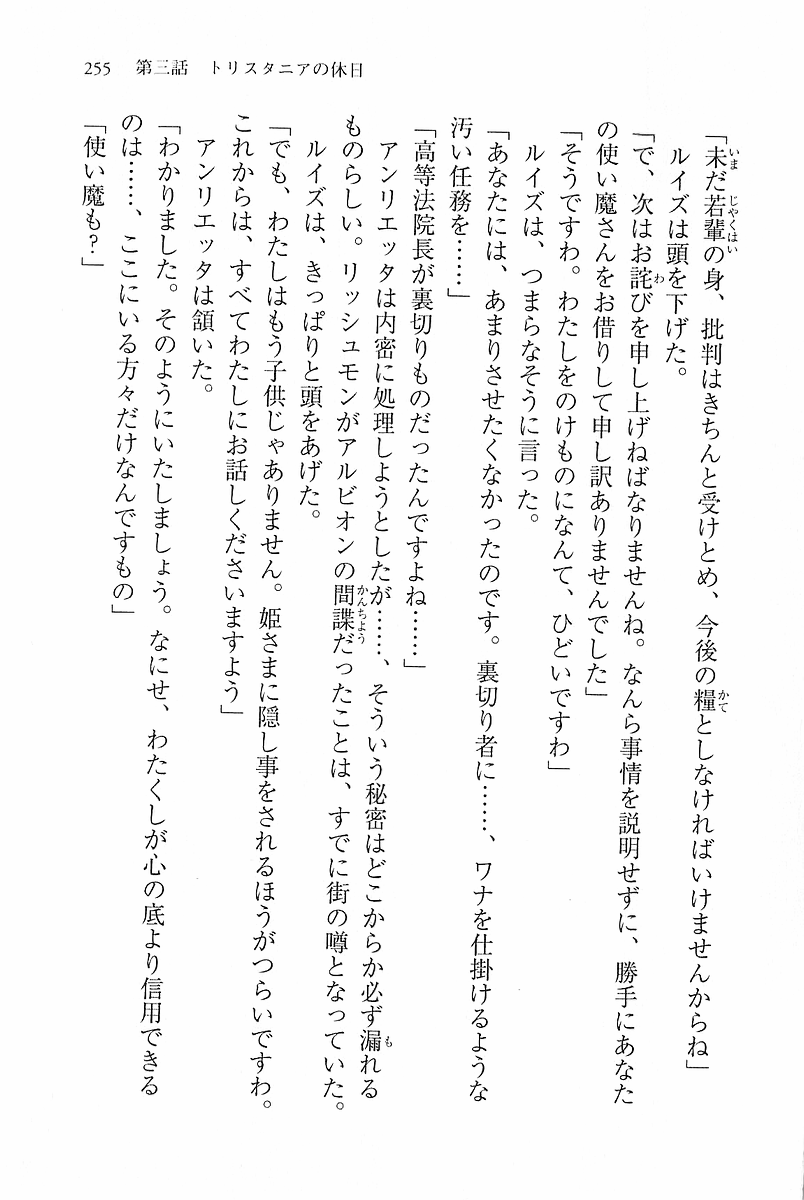 255　第三話　トリスタニアの休日
「未だ若輩の身、批判はきちんと受けとめ、今後の糧としなければいけませんからね」
　ルイズは頭を下げた。
「で、次はお詫びを申し上げねばなりませんね。なんら事情を説明せずに、勝手にあなた
の使い魔さんをお借りして申し訳ありませんでした」
「そうですわ。わたしをのけものになんて、ひどいですわ」
　ルイズは、つまらなそうに言った。
「あなたには、あまりさせたくなかったのです。裏切り者に……、ワナを仕掛けるような
汚い任務を……」
「高等法院長が裏切りものだったんですよね……」
　アンリエッタは内密に処理しようとしたが……、そういう秘密はどこからか必ず漏れる
ものらしい。リッシュモンがアルビオンの間諜だったことは、すでに街の噂となっていた。
　ルイズは、きっぱりと頭をあげた。
「でも、わたしはもう子供じゃありません。姫さまに隠し事をされるほうがつらいですわ。
これからは、すべてわたしにお話しくださいますよう」
　アンリエッタは頷いた。
「わかりました。そのようにいたしましょう。なにせ、わたくしが心の底より信用できる
のは……、ここにいる方々だけなんですもの」
「使い魔も？」